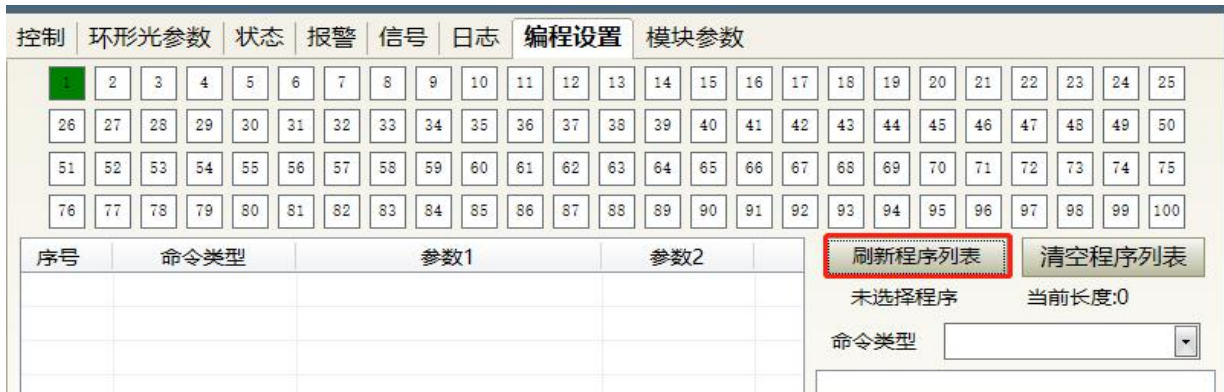 控制 环形光参数 状态 报警 信号 日志 编程设置 模块参数
1 2 3 4 5 6 7 8 9 10 11 12 13 14 15 16 17 18 19 20 21 22 23 24 25
26 27 28 29 30 31 32 33 34 35 36 37 38 39 40 41 42 43 44 45 46 47 48 49 50
51 52 53 54 55 56 57 58 59 60 61 62 63 64 65 66 67 68 69 70 71 72 73 74 75
76 77 78 79 80 81 82 83 84 85 86 87 88 89 90 91 92 93 94 95 96 97 98 99 100
序号 命令类型 参数1 参数2 刷新程序列表 清空程序列表
未选择程序 当前长度:0
命令类型